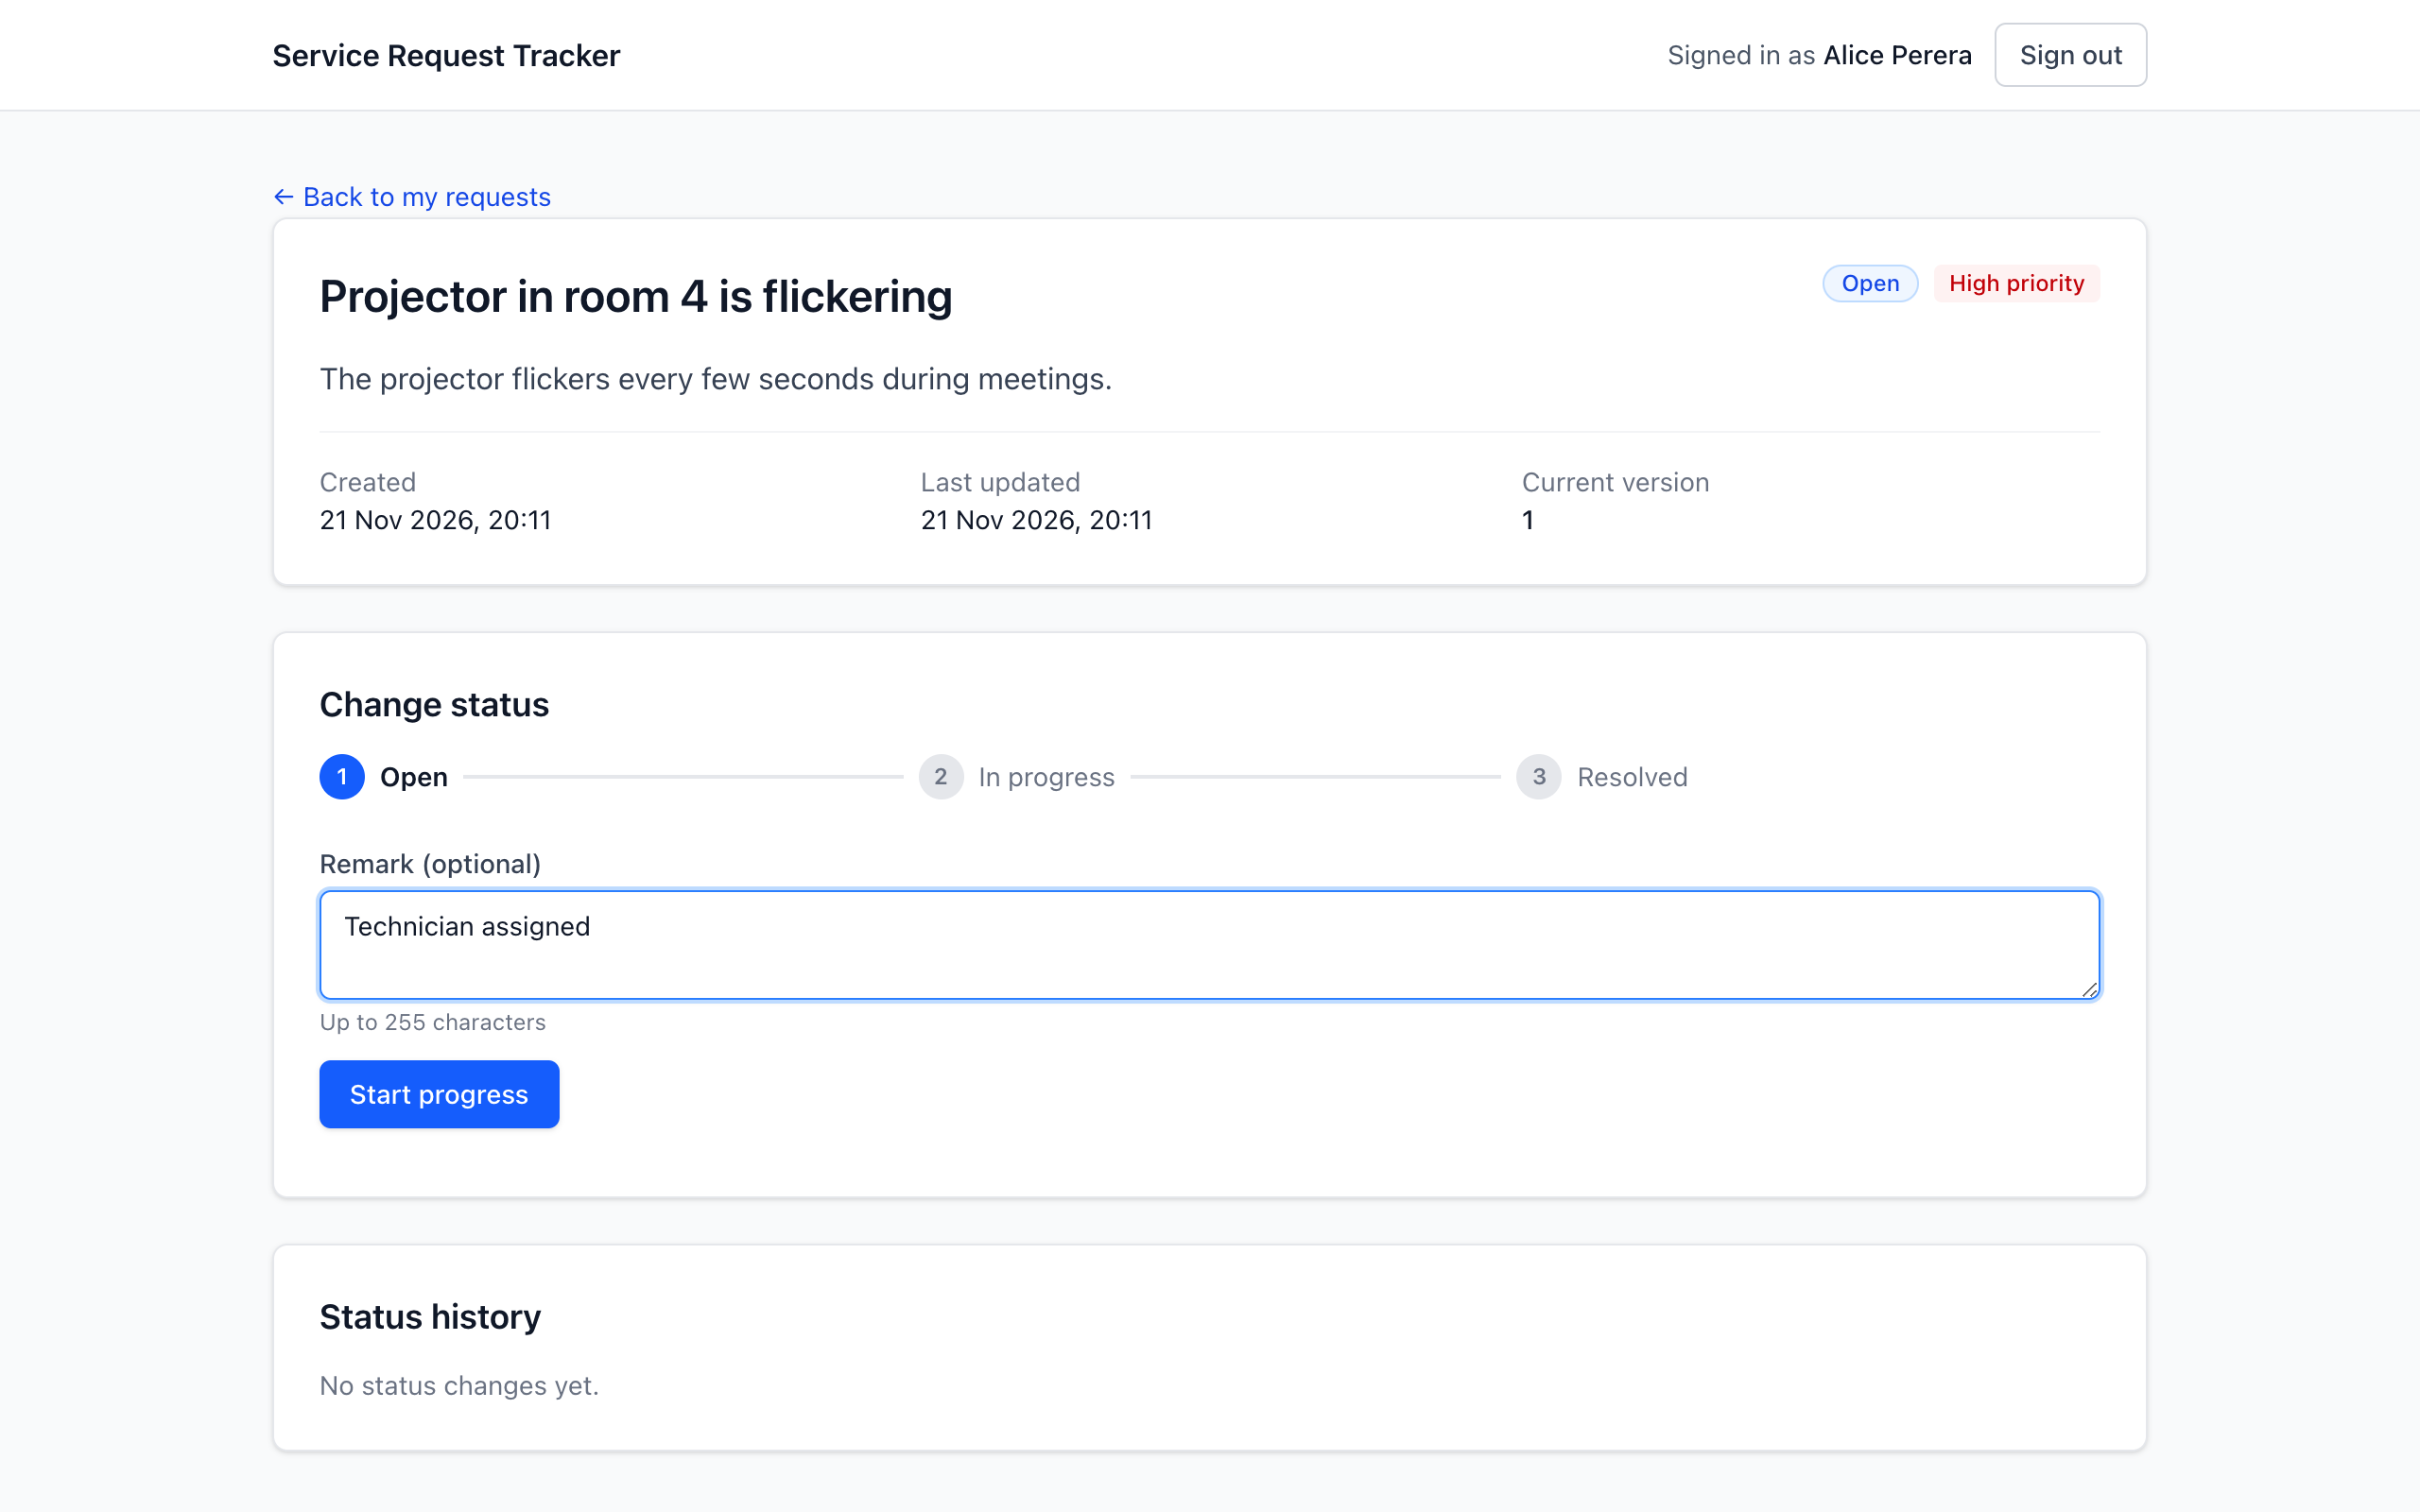 Service Request Tracker
Signed in as Alice Perera
Sign out
← Back to my requests
Projector in room 4 is flickering
Open
High priority
The projector flickers every few seconds during meetings.
Created
21 Nov 2026, 20:11
Last updated
21 Nov 2026, 20:11
Current version
1
Change status
1 Open
2 In progress
3 Resolved
Remark (optional)
Technician assigned
Up to 255 characters
Start progress
Status history
No status changes yet.